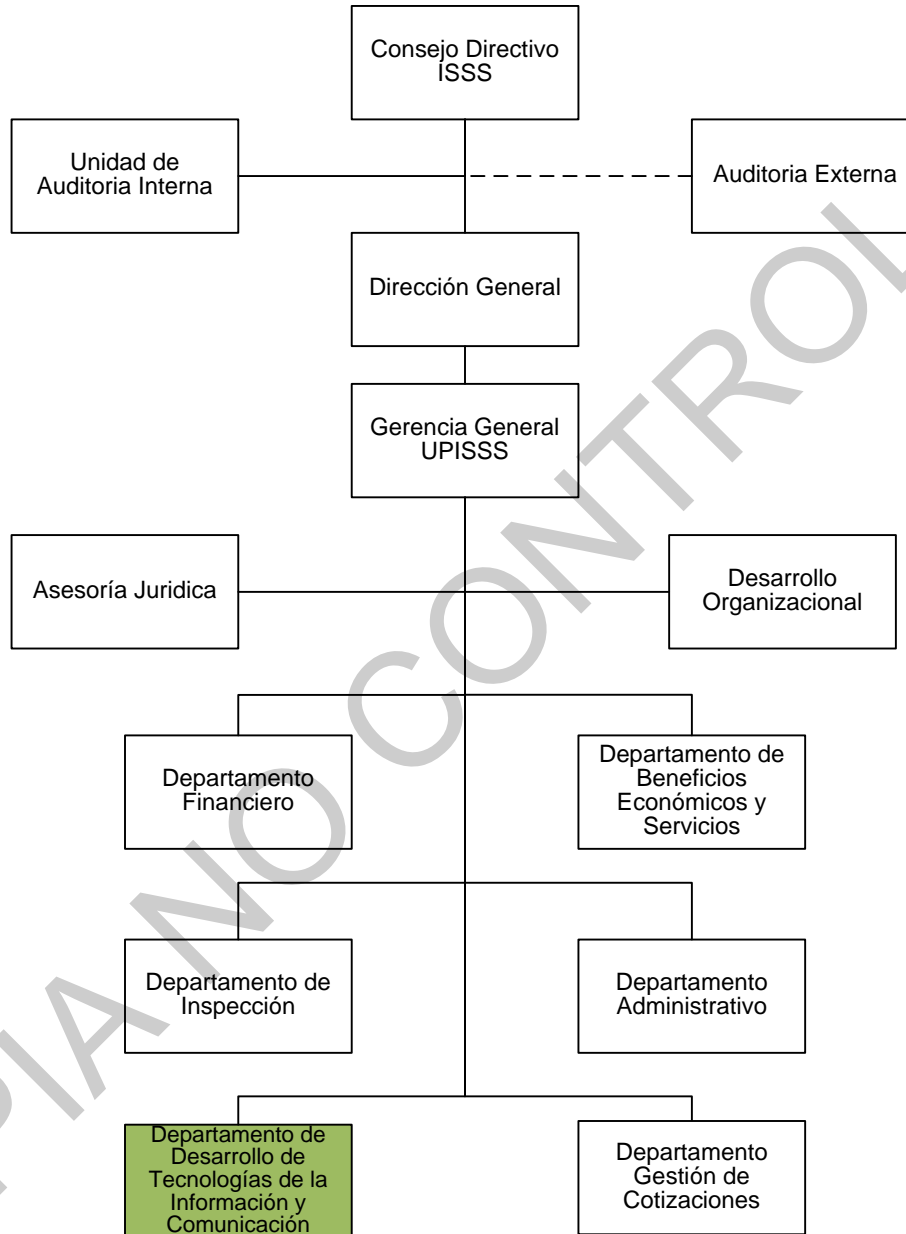 Consejo Directivo
ISSS
Unidad de
Auditoria Interna
Auditoria Externa
Dirección General
Gerencia General
UPISSS
Asesoría Juridica
Desarrollo
Organizacional
Departamento
Financiero
Departamento de
Beneficios
Económicos y
Servicios
Departamento de
Inspección
Departamento
Administrativo
Departamento de
Desarrollo de
Tecnologías de la
Información y
Comunicación
Departamento
Gestión de
Cotizaciones
PIA NO CONTROL